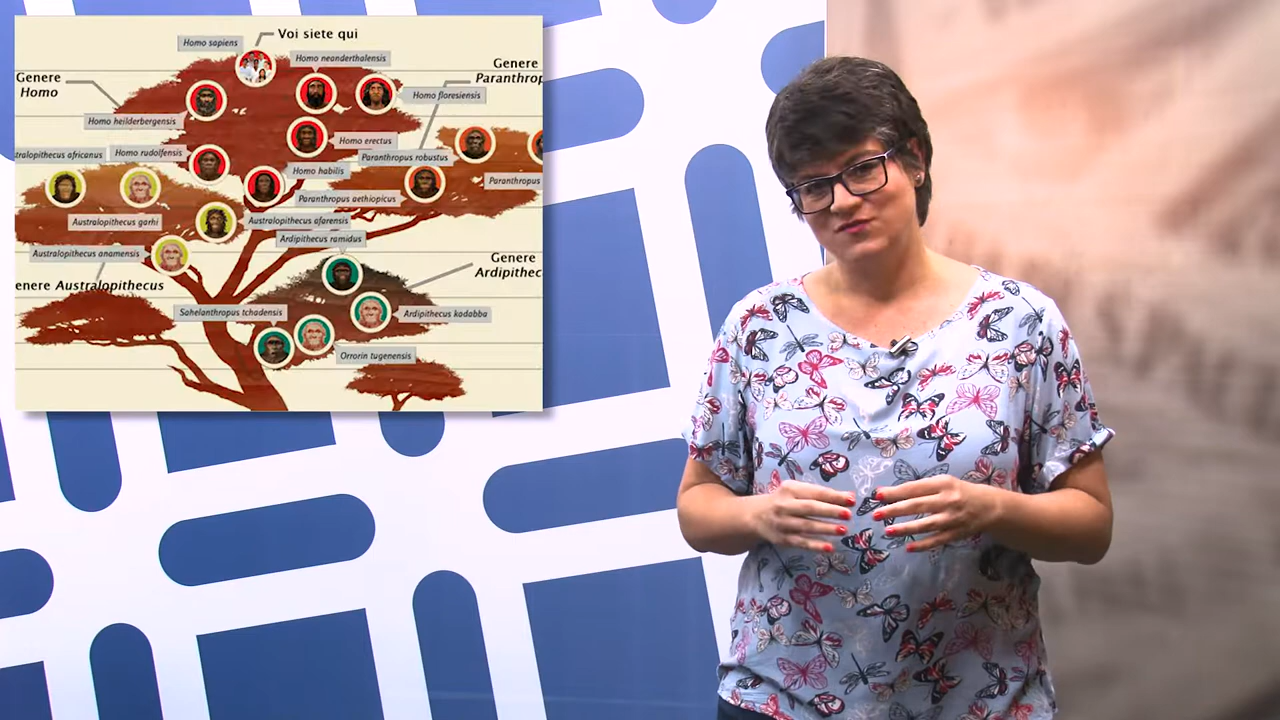 Voi siete qui
Homo sapiens
Homo neanderthalensis
Genere
Homo
Genere
Paranthrop
Homo floresiensis
Homo heilderbergensis
Homo erectus
tralopithecus africanus
Homo rudolfensis
Paranthropus robustus
Homo habilis
Paranthropus
Paranthropus aethiopicus
Australopithecus garhi
Australopithecus afarensis
Ardipithecus ramidus
Australopithecus anamensis
Genere
Ardipithec
enere Australopithecus
Sahelanthropus tchadensis
Ardipithecus kadabba
Orrorin tugenensis